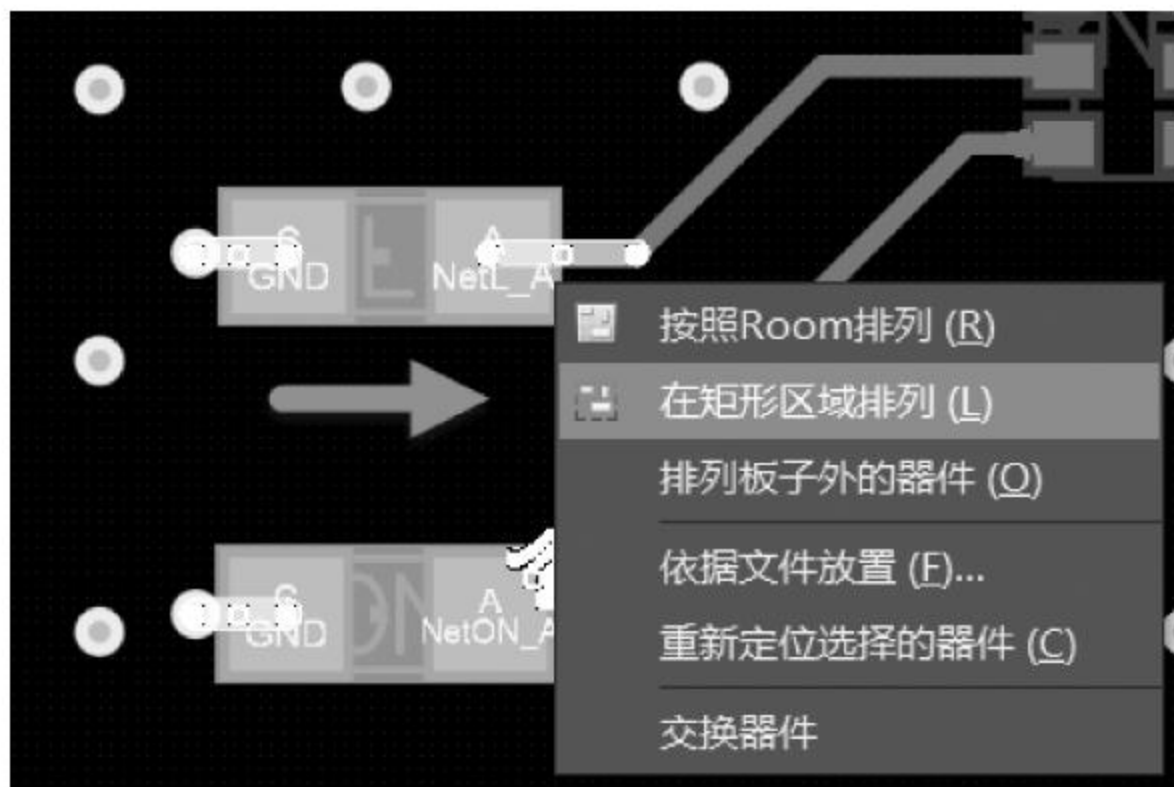 C
GND
L
A
NetL_A
按照Room排列 (R)
在矩形区域排列 (L)
排列板子外的器件 (O)
依据文件放置 (F)...
重新定位选择的器件 (C)
交换器件
C
GND
ON
A
NetON_A